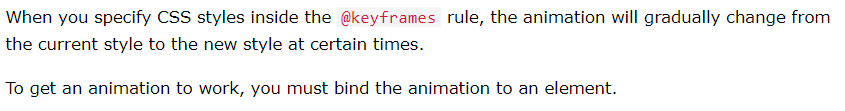 When you specify CSS styles inside the @keyframes rule, the animation will gradually change from
the current style to the new style at certain times.
To get an animation to work, you must bind the animation to an element.